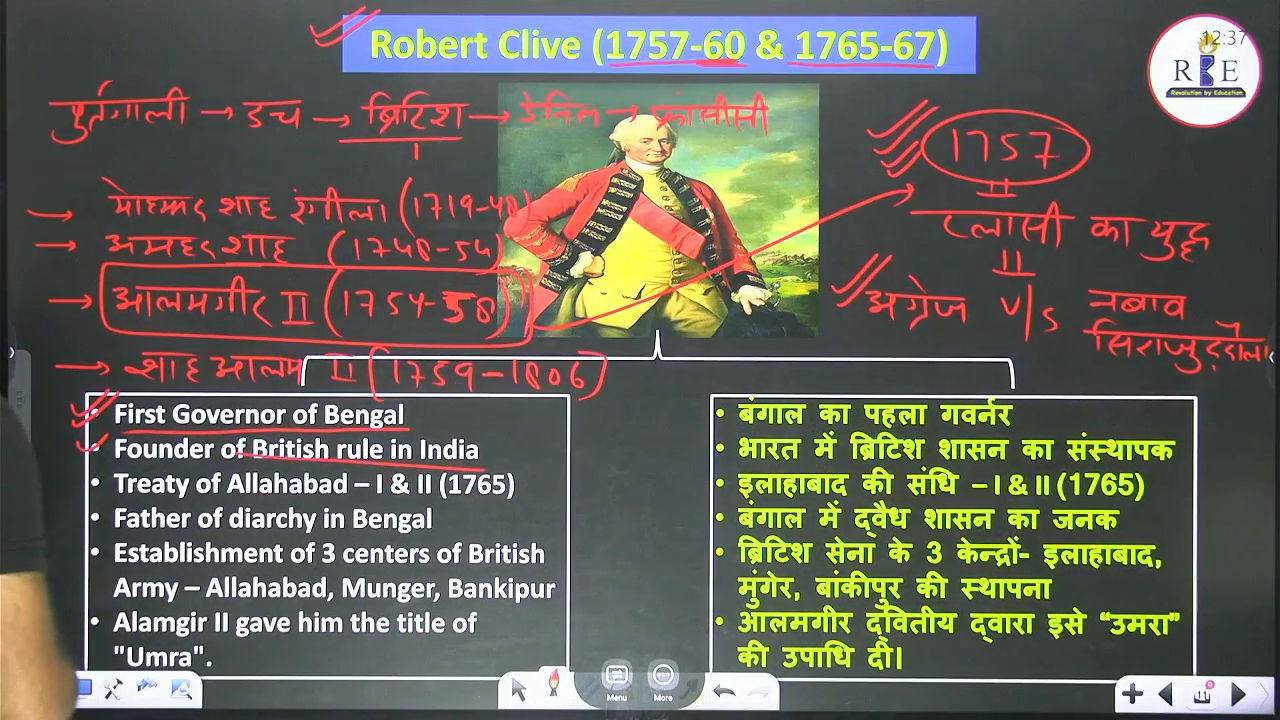 Robert Clive (1757-60 & 1765-67)
12:37
RBE
Revolution by Education
पुर्तगाली → डच → ब्रिटिश → डेनिस → फ्रांसीसी
1757
→ मोहम्मद शाह रंगीला (1719-48)
प्लासी का युद्ध
→ अहमद शाह (1748-54)
→ आलमगीर II (1754-58)
अंग्रेज V/S नबाव
सिराजुद्दौला
→ शाह आलम II (1759-1806)
• First Governor of Bengal
• Founder of British rule in India
• Treaty of Allahabad – I & II (1765)
• Father of diarchy in Bengal
• Establishment of 3 centers of British
Army – Allahabad, Munger, Bankipur
• Alamgir II gave him the title of
"Umra".
• बंगाल का पहला गवर्नर
• भारत में ब्रिटिश शासन का संस्थापक
• इलाहाबाद की संधि – I & II (1765)
• बंगाल में द्वैध शासन का जनक
• ब्रिटिश सेना के 3 केन्द्रों- इलाहाबाद,
मुंगेर, बांकीपुर की स्थापना
• आलमगीर द्वितीय द्वारा इसे “उमरा”
की उपाधि दी।
Menu
More